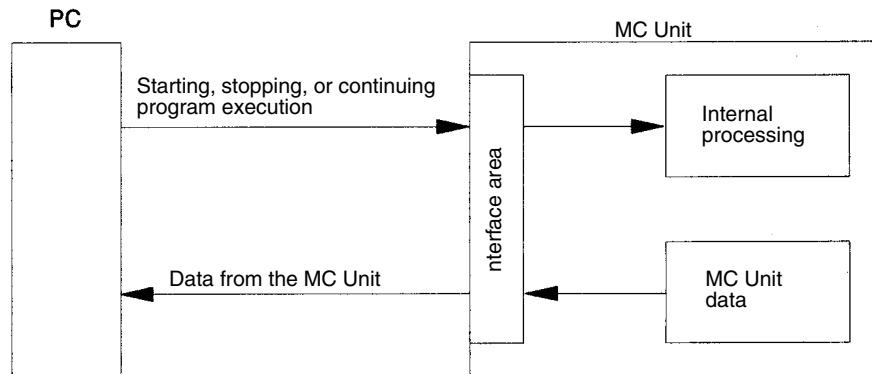 PC
MC Unit
Starting, stopping, or continuing
program execution
Internal
processing
nterface area
Data from the MC Unit
MC Unit
data